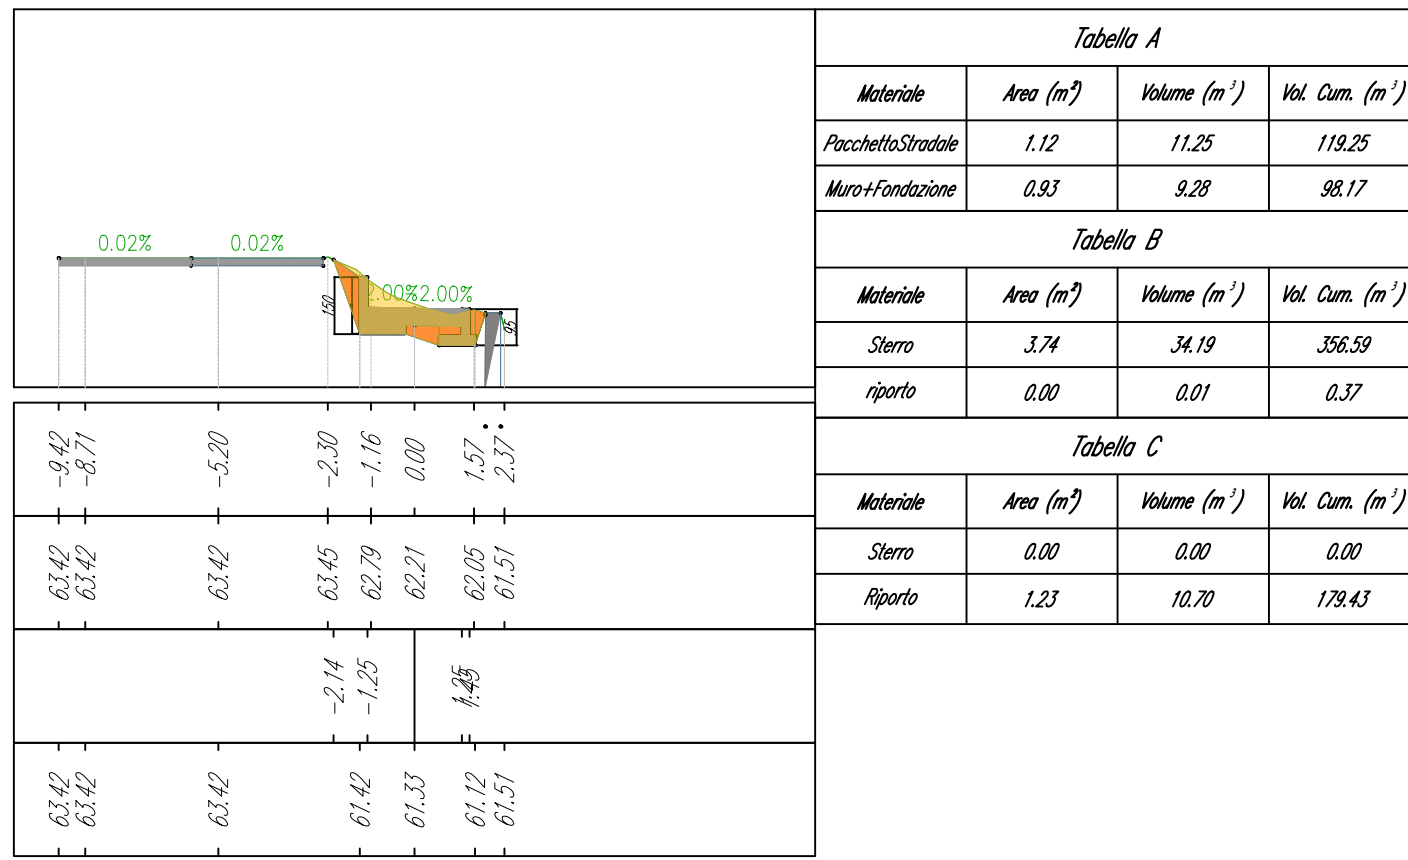 0.02% 0.02%
2.00% 2.00%
150
95
-9.42 -8.71 -5.20 -2.30 -1.16 0.00 1.57 2.37
63.42 63.42 63.42 63.45 62.79 62.21 62.05 61.51
-2.14 -1.25 1.25 1.45
63.42 63.42 63.42 61.42 61.33 61.12 61.51
Tabella A
Materiale Area (m²) Volume (m³) Vol. Cum. (m³)
PacchettoStradale 1.12 11.25 119.25
Muro+Fondazione 0.93 9.28 98.17
Tabella B
Materiale Area (m²) Volume (m³) Vol. Cum. (m³)
Sterro 3.74 34.19 356.59
riporto 0.00 0.01 0.37
Tabella C
Materiale Area (m²) Volume (m³) Vol. Cum. (m³)
Sterro 0.00 0.00 0.00
Riporto 1.23 10.70 179.43